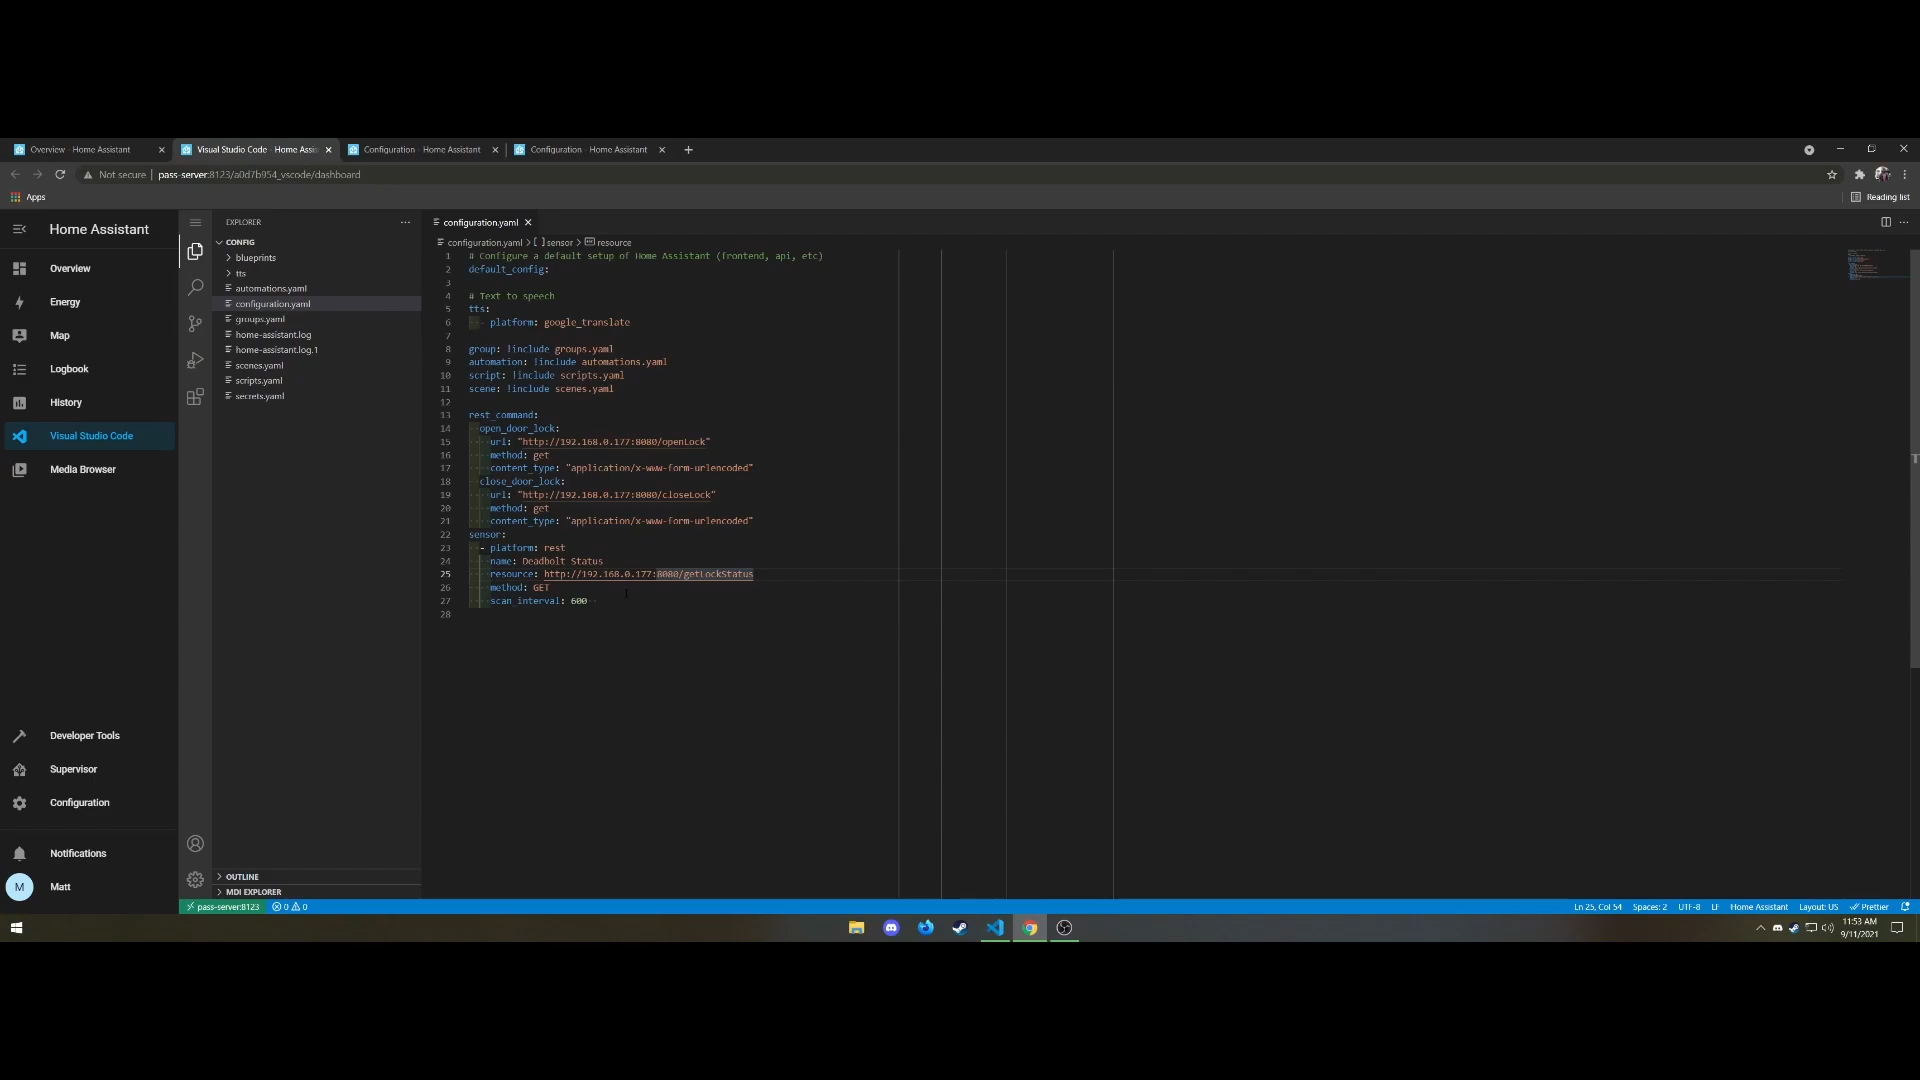 Overview - Home Assistant
Visual Studio Code - Home Assis
Configuration - Home Assistant
Configuration - Home Assistant
Not secure | pass-server:8123/a0d7b954_vscode/dashboard
Apps
Reading list
Home Assistant
Overview
Energy
Map
Logbook
History
Visual Studio Code
Media Browser
Developer Tools
Supervisor
Configuration
Notifications
M Matt
EXPLORER
CONFIG
blueprints
tts
automations.yaml
configuration.yaml
groups.yaml
home-assistant.log
home-assistant.log.1
scenes.yaml
scripts.yaml
secrets.yaml
OUTLINE
MDI EXPLORER
configuration.yaml
configuration.yaml > [ ] sensor > resource
1 # Configure a default setup of Home Assistant (frontend, api, etc)
2 default_config:
3
4 # Text to speech
5 tts:
6 - platform: google_translate
7
8 group: !include groups.yaml
9 automation: !include automations.yaml
10 script: !include scripts.yaml
11 scene: !include scenes.yaml
12
13 rest_command:
14 open_door_lock:
15 url: "http://192.168.0.177:8080/openLock"
16 method: get
17 content_type: "application/x-www-form-urlencoded"
18 close_door_lock:
19 url: "http://192.168.0.177:8080/closeLock"
20 method: get
21 content_type: "application/x-www-form-urlencoded"
22 sensor:
23 - platform: rest
24 name: Deadbolt Status
25 resource: http://192.168.0.177:8080/getLockStatus
26 method: GET
27 scan_interval: 600
28
pass-server:8123
0 0
Ln 25, Col 54
Spaces: 2
UTF-8
LF
Home Assistant
Layout: US
Prettier
11:53 AM
9/11/2021